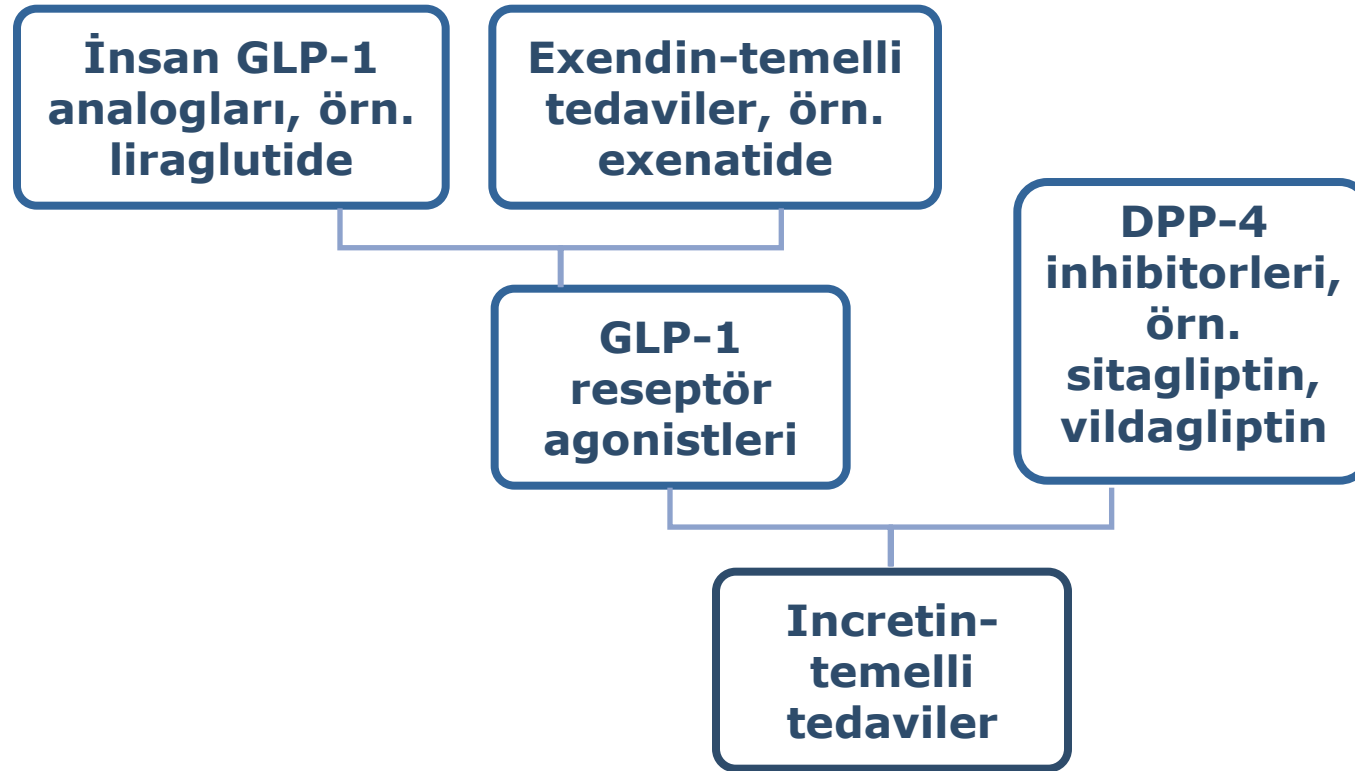 İnsan GLP-1
analogları, örn.
liraglutide
Exendin-temelli
tedaviler, örn.
exenatide
DPP-4
inhibitorleri,
örn.
sitagliptin,
vildagliptin
GLP-1
reseptör
agonistleri
Incretin-
temelli
tedaviler